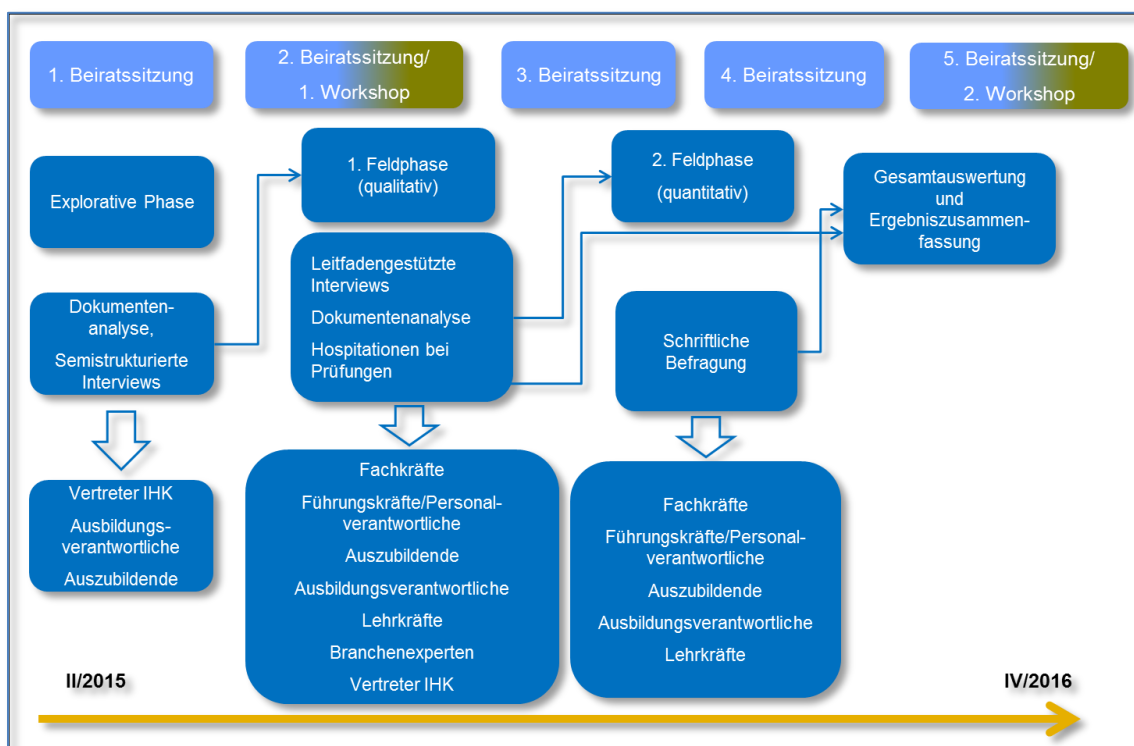 1. Beiratssitzung
2. Beiratssitzung/
1. Workshop
3. Beiratssitzung
4. Beiratssitzung
5. Beiratssitzung/
2. Workshop
Explorative Phase
1. Feldphase
(qualitativ)
2. Feldphase
(quantitativ)
Gesamtauswertung
und
Ergebniszusammen-
fassung
Dokumenten-
analyse,
Semistrukturierte
Interviews
Leitfadengestützte
Interviews
Dokumentenanalyse
Hospitationen bei
Prüfungen
Schriftliche
Befragung
Vertreter IHK
Ausbildungs-
verantwortliche
Auszubildende
Fachkräfte
Führungskräfte/Personal-
verantwortliche
Auszubildende
Ausbildungsverantwortliche
Lehrkräfte
Branchenexperten
Vertreter IHK
Fachkräfte
Führungskräfte/Personal-
verantwortliche
Auszubildende
Ausbildungsverantwortliche
Lehrkräfte
II/2015
IV/2016